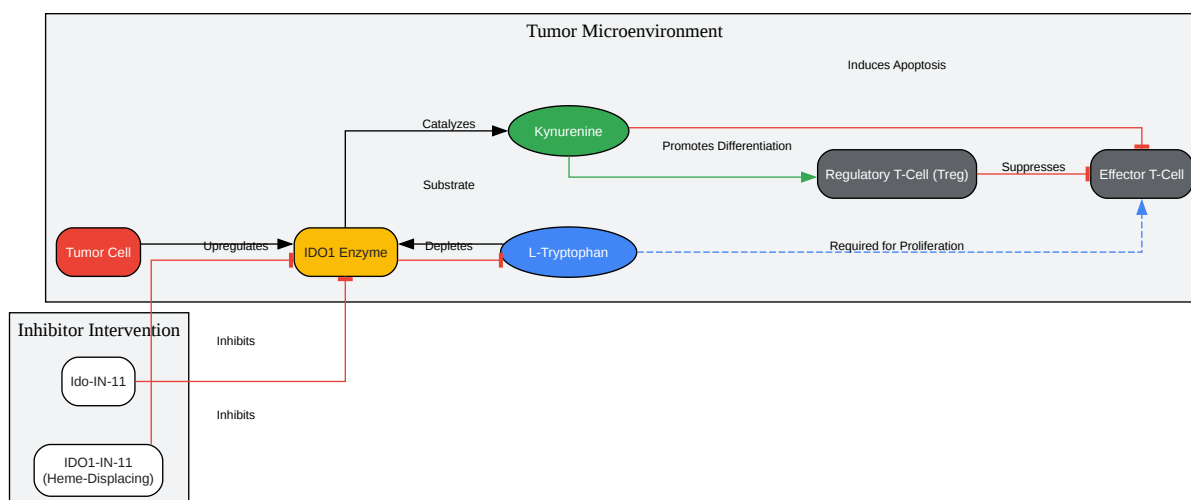 Tumor Microenvironment
Induces Apoptosis
Catalyzes
Kynurenine
Promotes Differentiation
Regulatory T-Cell (Treg)
Suppresses
Effector T-Cell
Substrate
Tumor Cell
Upregulates
IDO1 Enzyme
Depletes
L-Tryptophan
Required for Proliferation
Inhibitor Intervention
Inhibits
Ido-IN-11
Inhibits
IDO1-IN-11
(Heme-Displacing)